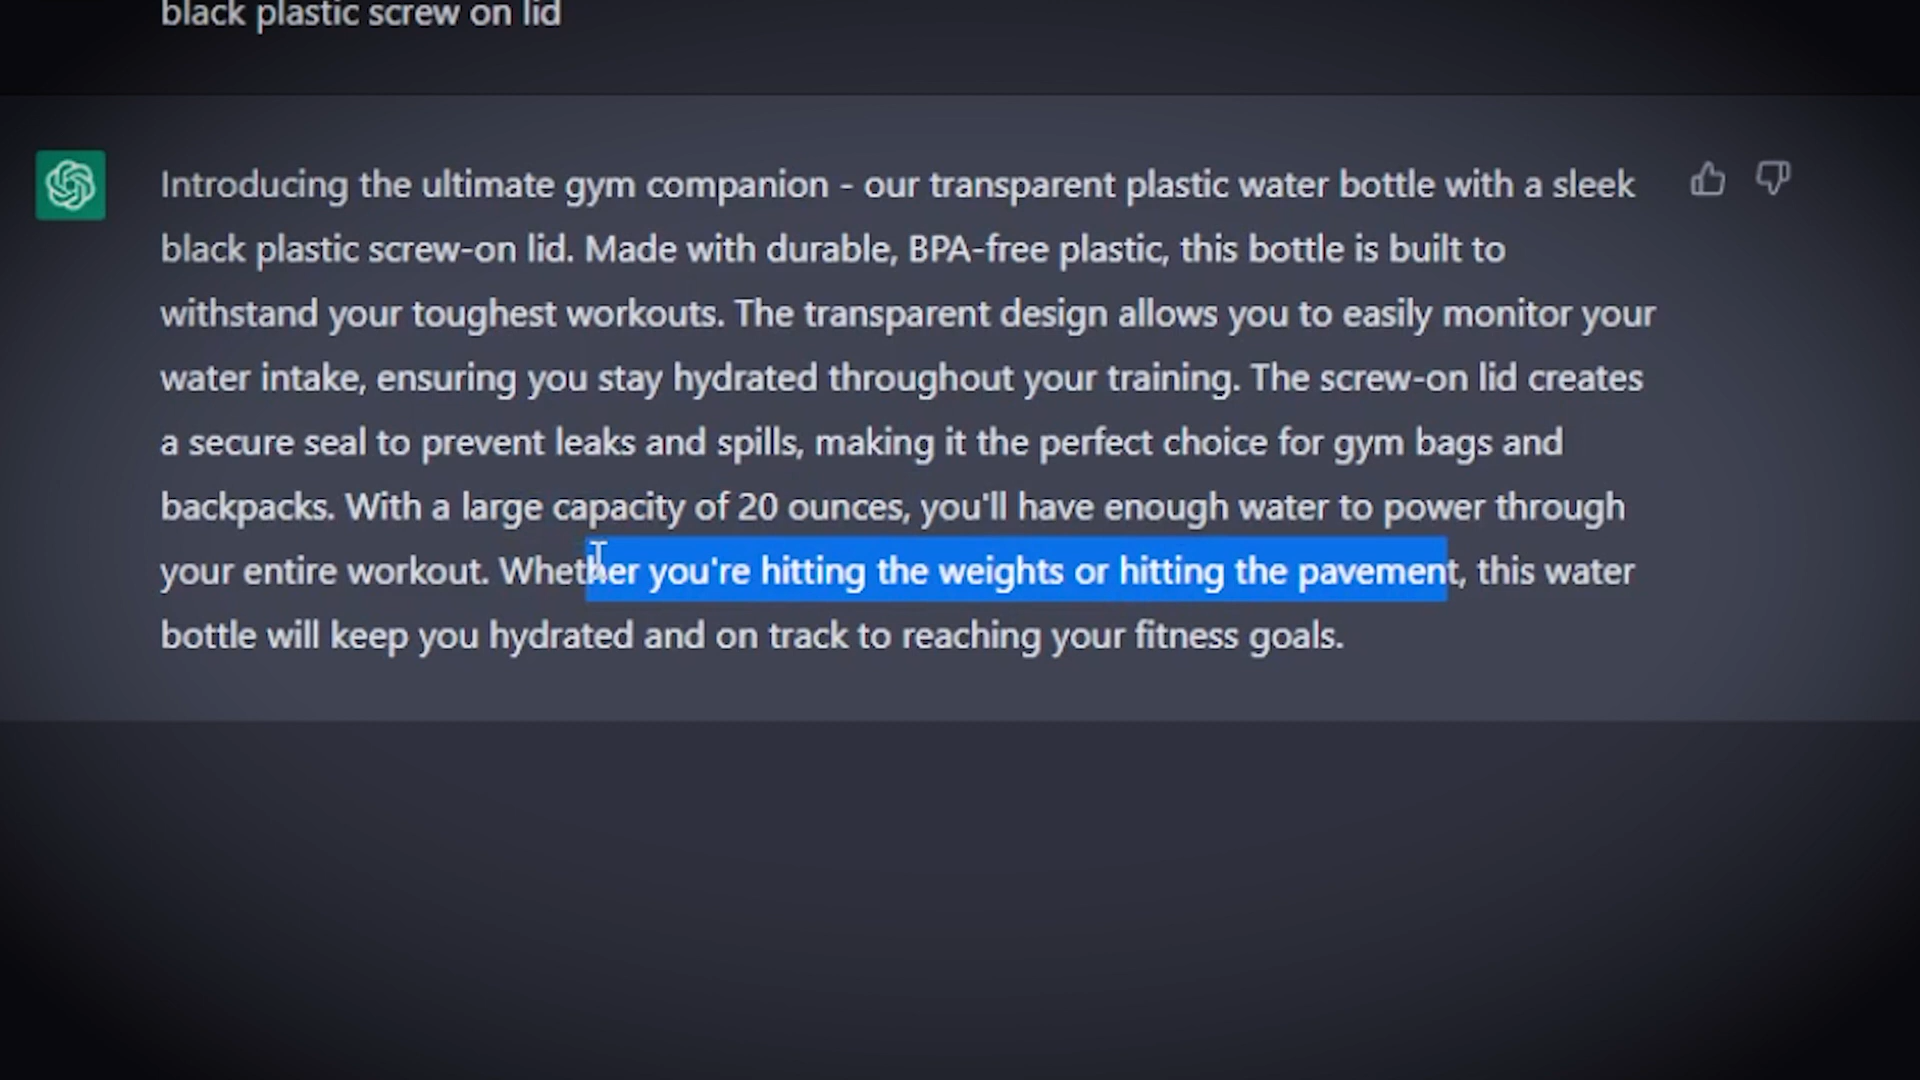 black plastic screw on lid
Introducing the ultimate gym companion - our transparent plastic water bottle with a sleek
black plastic screw-on lid. Made with durable, BPA-free plastic, this bottle is built to
withstand your toughest workouts. The transparent design allows you to easily monitor your
water intake, ensuring you stay hydrated throughout your training. The screw-on lid creates
a secure seal to prevent leaks and spills, making it the perfect choice for gym bags and
backpacks. With a large capacity of 20 ounces, you'll have enough water to power through
your entire workout. Whether you're hitting the weights or hitting the pavement, this water
bottle will keep you hydrated and on track to reaching your fitness goals.